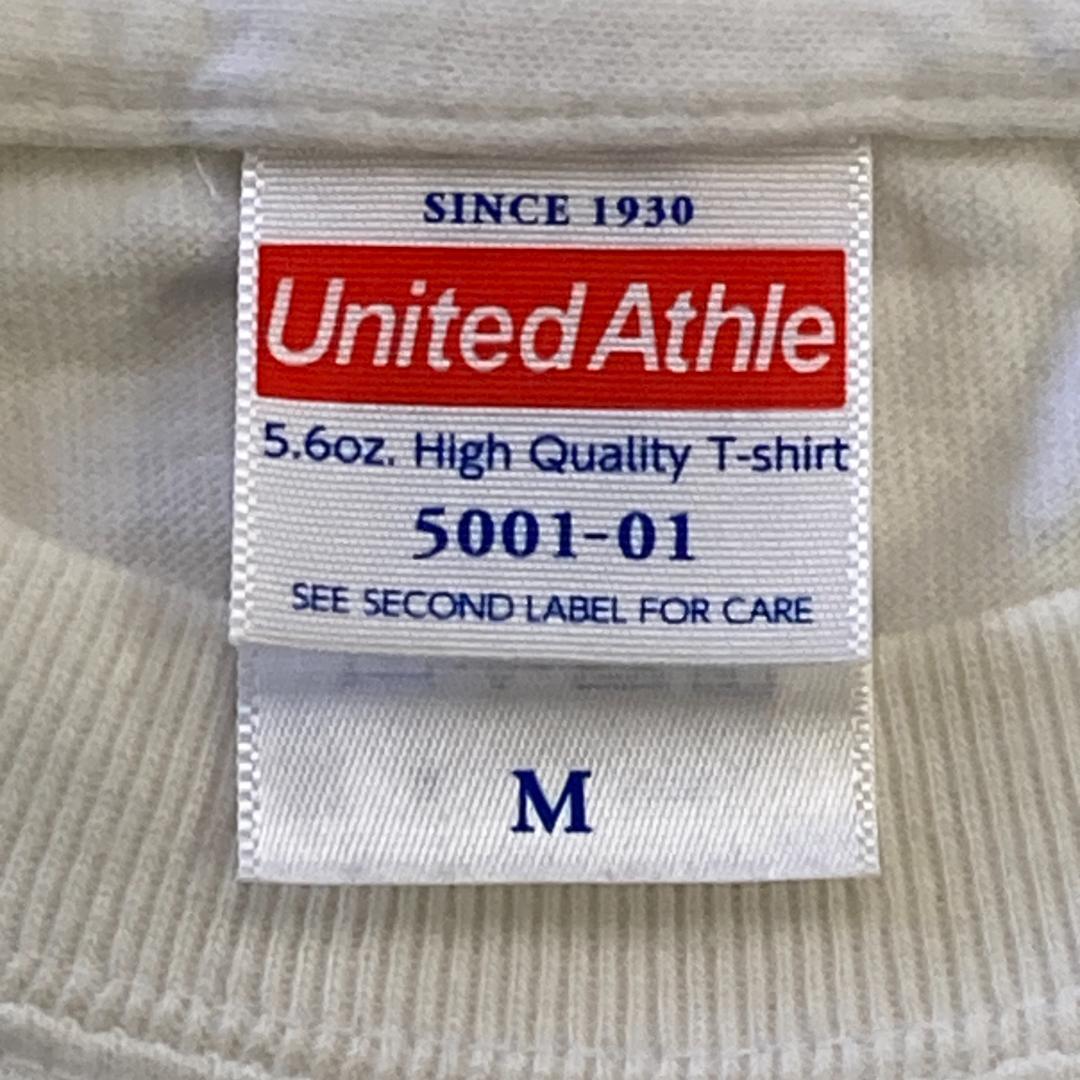 SINCE 1930
United Athle
5.6oz. High Quality T-shirt
5001-01
SEE SECOND LABEL FOR CARE
M